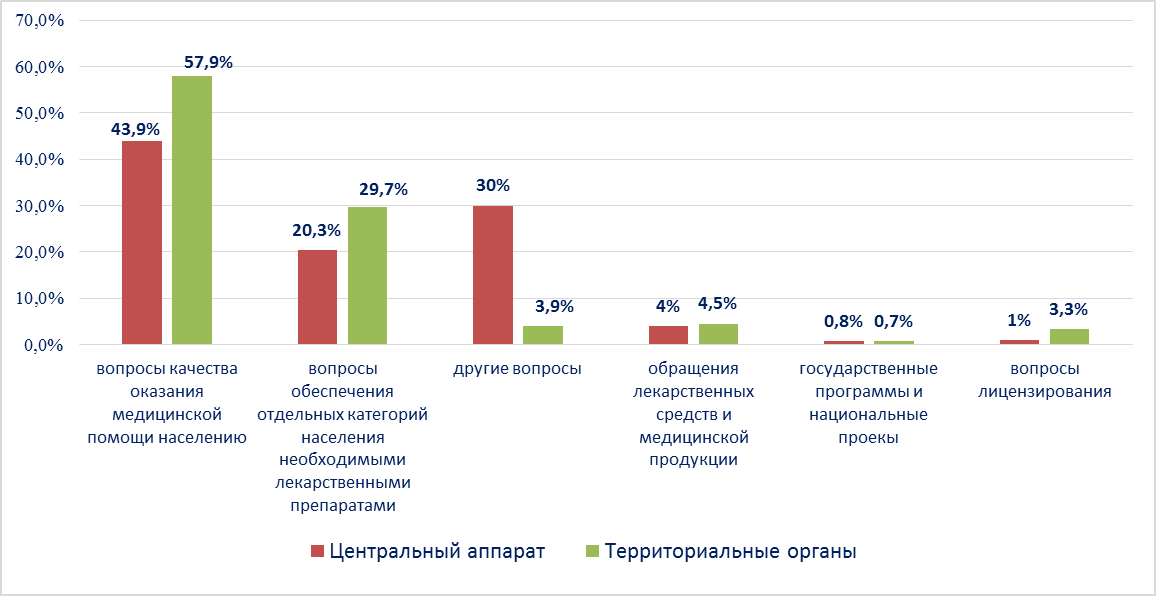 70,0%
60,0%
50,0%
40,0%
30,0%
20,0%
10,0%
0,0%
43,9%
57,9%
20,3%
29,7%
30%
3,9%
4%
4,5%
0,8%
0,7%
1%
3,3%
вопросы качества
оказания
медицинской
помощи населению
вопросы
обеспечения
отдельных категорий
населения
необходимыми
лекарственными
препаратами
другие вопросы
обращения
лекарственных
средств и
медицинской
продукции
государственные
программы и
национальные
проекы
вопросы
лицензирования
Центральный аппарат
Территориальные органы